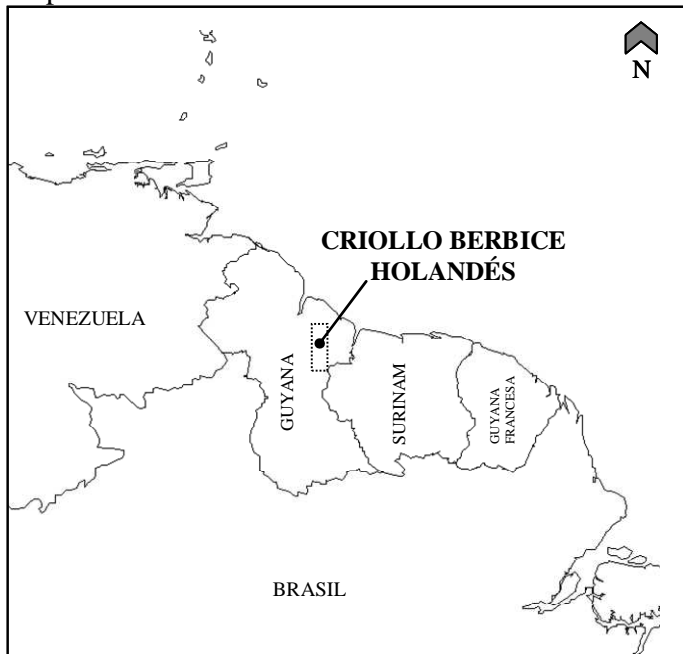 N
CRIOLLO BERBICE
HOLANDÉS
VENEZUELA
GUYANA
SURINAM
GUYANA
FRANCESA
BRASIL